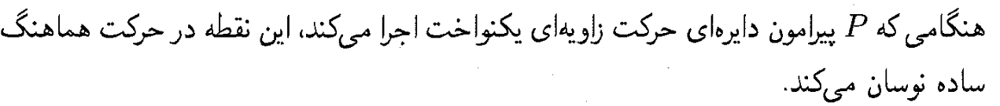 هنگامی که P پیرامون دایره‌ای حرکت زاویه‌ای یکنواخت اجرا می‌کند، این نقطه در حرکت هماهنگ
ساده نوسان می‌کند.